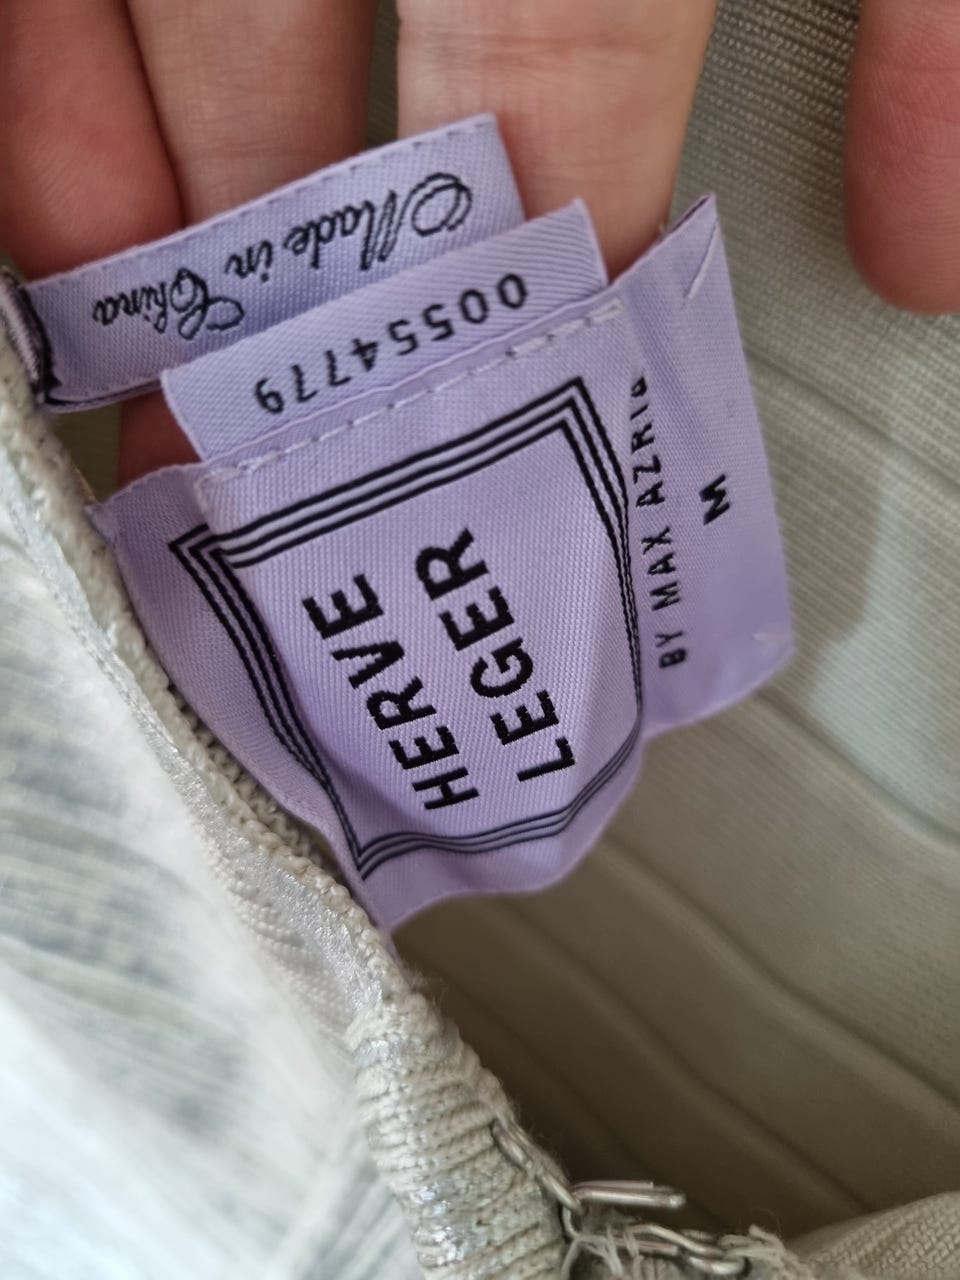 HERVE
LEGER
BY MAX AZRIA
M
00554779
Made in China